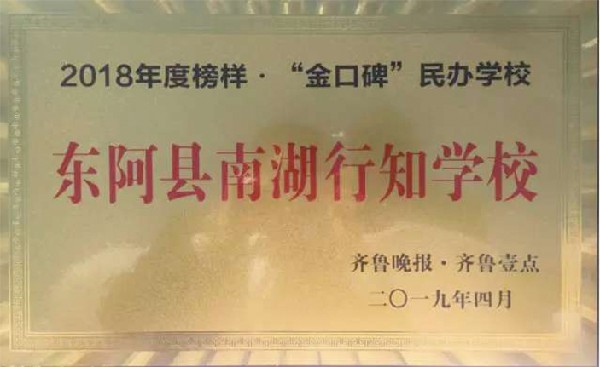 2018年度榜样·“金口碑”民办学校
东阿县南湖行知学校
齐鲁晚报·齐鲁壹点
二〇一九年四月